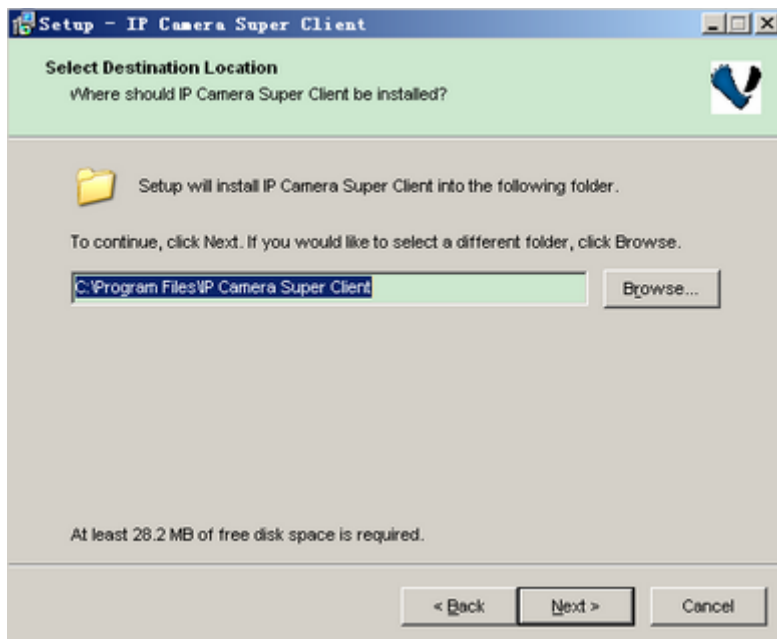 Setup - IP Camera Super Client
Select Destination Location
Where should IP Camera Super Client be installed?
Setup will install IP Camera Super Client into the following folder.
To continue, click Next. If you would like to select a different folder, click Browse.
C:\Program Files\IP Camera Super Client
Browse...
At least 28.2 MB of free disk space is required.
< Back
Next >
Cancel